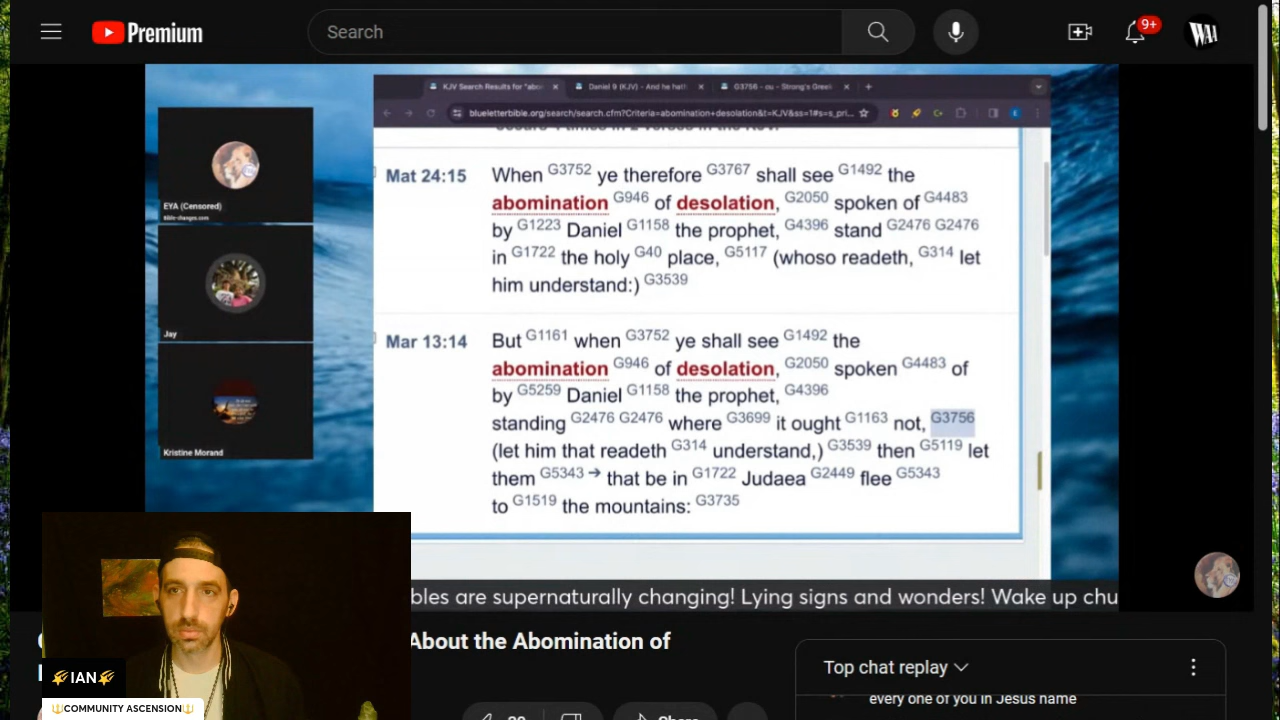 Premium
Search
9+
WAA
KJV Search Results for "abo
Daniel 9 (KJV) - And he hath
G3756 - ou - Strong's Greek
blueletterbible.org/search/search.cfm?Criteria=abomination+desolation&t=KJV&ss=1#s=s_pri...
EYA (Censored)
Bible-changes.com
Jay
Kristine Morand
Mat 24:15
When G3752 ye therefore G3767 shall see G1492 the
abomination G946 of desolation, G2050 spoken of G4483
by G1223 Daniel G1158 the prophet, G4396 stand G2476 G2476
in G1722 the holy G40 place, G5117 (whoso readeth, G314 let
him understand:) G3539
Mar 13:14
But G1161 when G3752 ye shall see G1492 the
abomination G946 of desolation, G2050 spoken G4483 of
by G5259 Daniel G1158 the prophet, G4396
standing G2476 G2476 where G3699 it ought G1163 not, G3756
(let him that readeth G314 understand,) G3539 then G5119 let
them G5343 → that be in G1722 Judaea G2449 flee G5343
to G1519 the mountains: G3735
bles are supernaturally changing! Lying signs and wonders! Wake up chu
About the Abomination of
Top chat replay
every one of you in Jesus name
IAN
COMMUNITY ASCENSION
Share